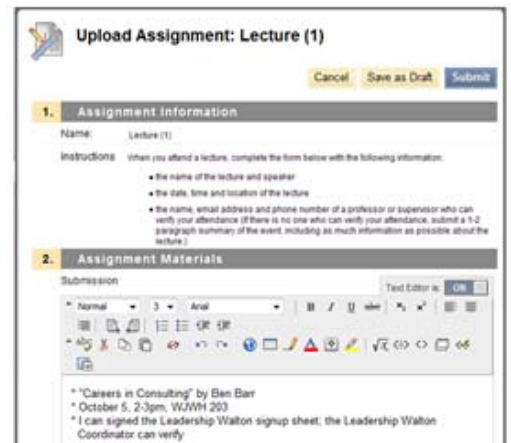 Upload Assignment: Lecture (1)
Cancel Save as Draft Submit
1. Assignment Information
Name: Lecture (1)
Instructions When you attend a lecture, complete the form below with the following information:
• the name of the lecture and speaker
• the date, time and location of the lecture
• the name, email address and phone number of a professor or supervisor who can
verify your attendance (if there is no one who can verify your attendance, submit a 1-2
paragraph summary of the event, including as much information as possible about the
lecture.)
2. Assignment Materials
Submission
Text Editor is: ON
Normal 3 Arial B I U abc
* "Careers in Consulting" by Ben Barr
* October 5, 2-3pm, WJWH 203
* I can signed the Leadership Walton signup sheet; the Leadership Walton
Coordinator can verify